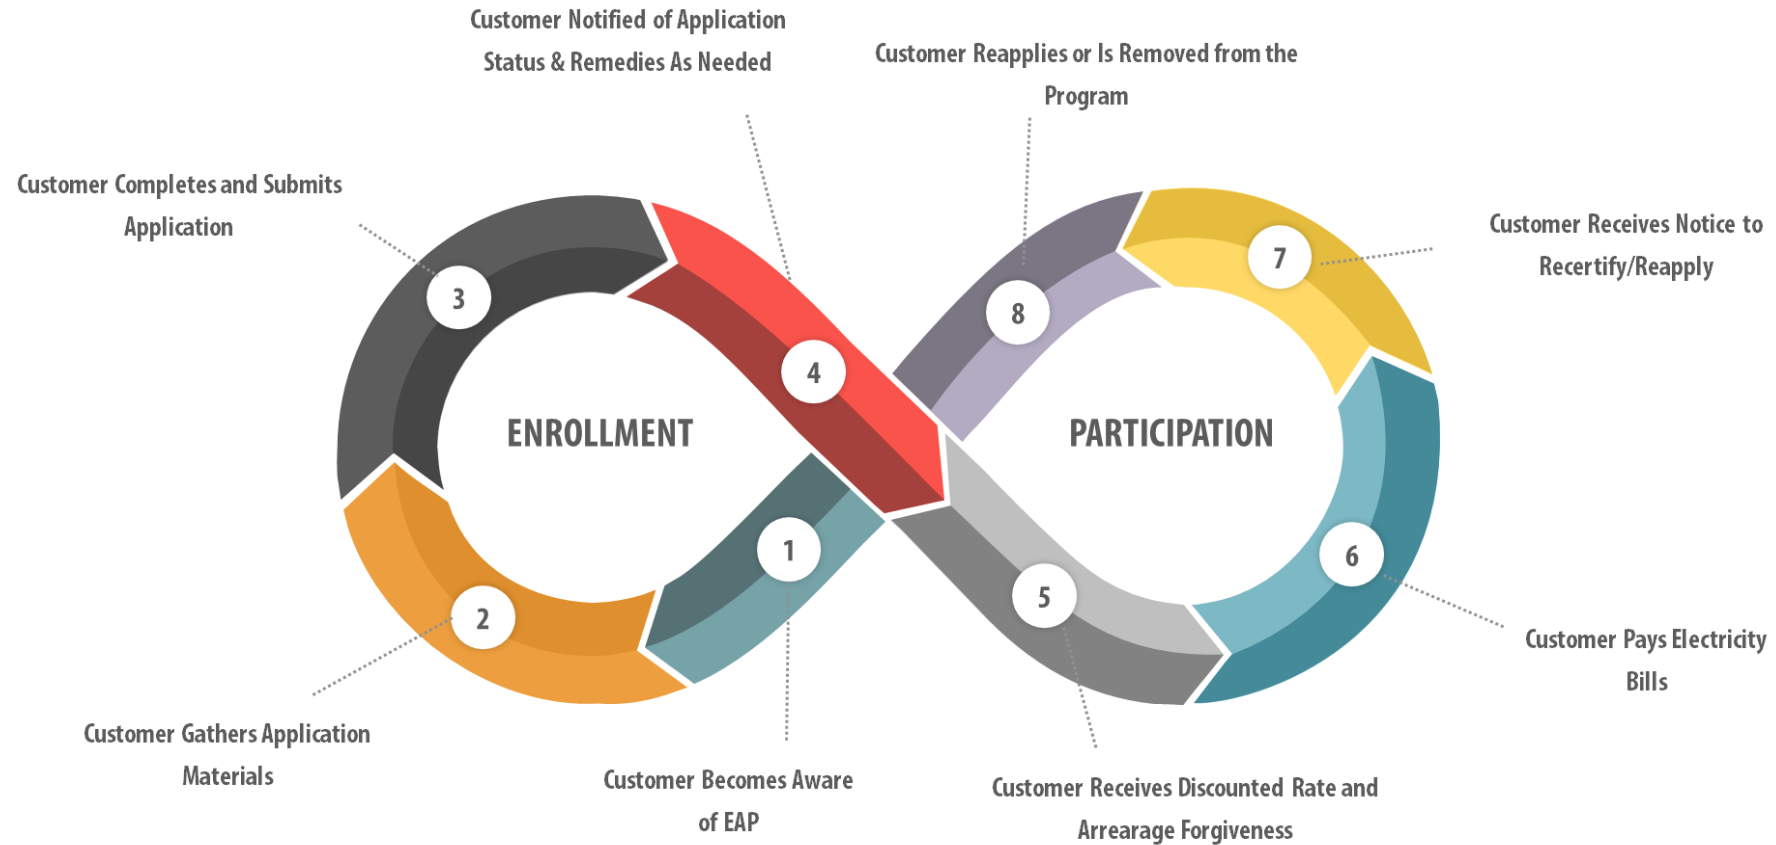 Customer Notified of Application
Status & Remedies As Needed
Customer Reapplies or Is Removed from the
Program
Customer Completes and Submits
Application
Customer Receives Notice to
Recertify/Reapply
3
4
8
7
ENROLLMENT
PARTICIPATION
2
1
5
6
Customer Pays Electricity
Bills
Customer Gathers Application
Materials
Customer Becomes Aware
of EAP
Customer Receives Discounted Rate and
Arrearage Forgiveness